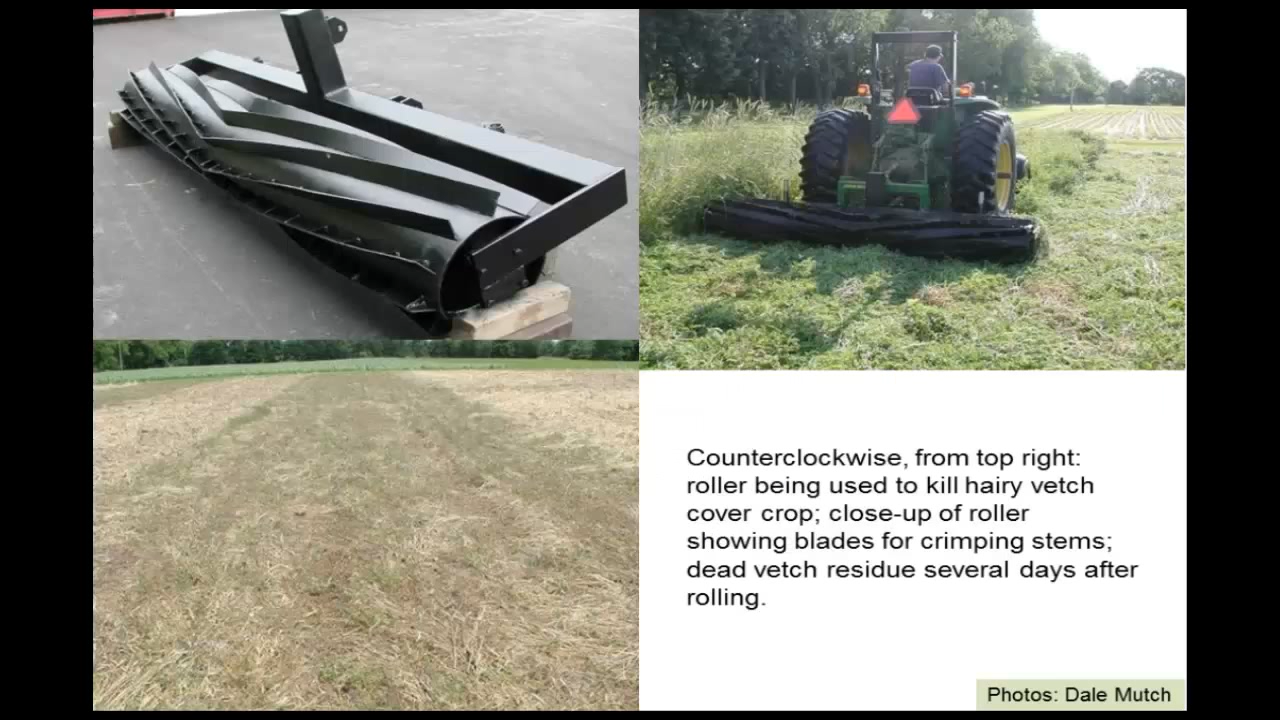 Counterclockwise, from top right:
roller being used to kill hairy vetch
cover crop; close-up of roller
showing blades for crimping stems;
dead vetch residue several days after
rolling.
Photos: Dale Mutch